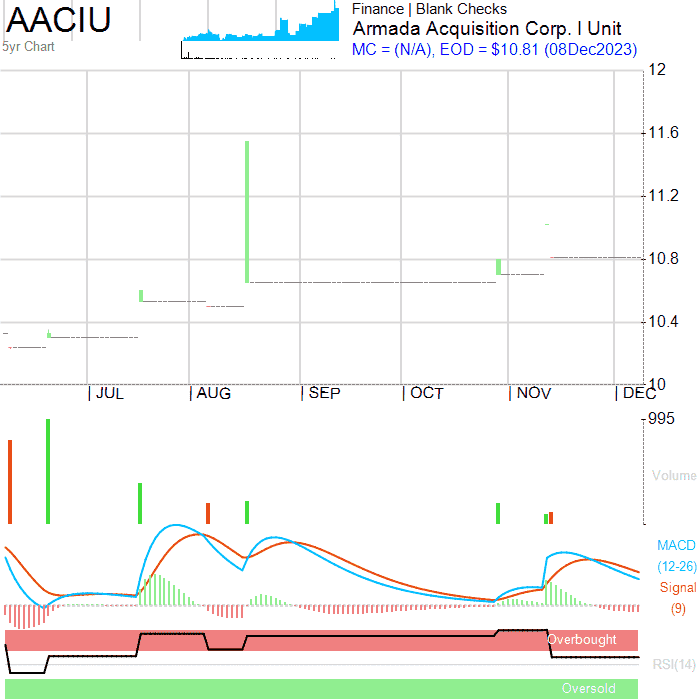 AACIU
5yr Chart
Finance | Blank Checks
Armada Acquisition Corp. I Unit
MC = (N/A), EOD = $10.81 (08Dec2023)
12
11.6
11.2
10.8
10.4
10
JUL AUG SEP OCT NOV DEC
995
Volume
MACD
(12-26)
Signal
(9)
Overbought
RSI(14)
Oversold